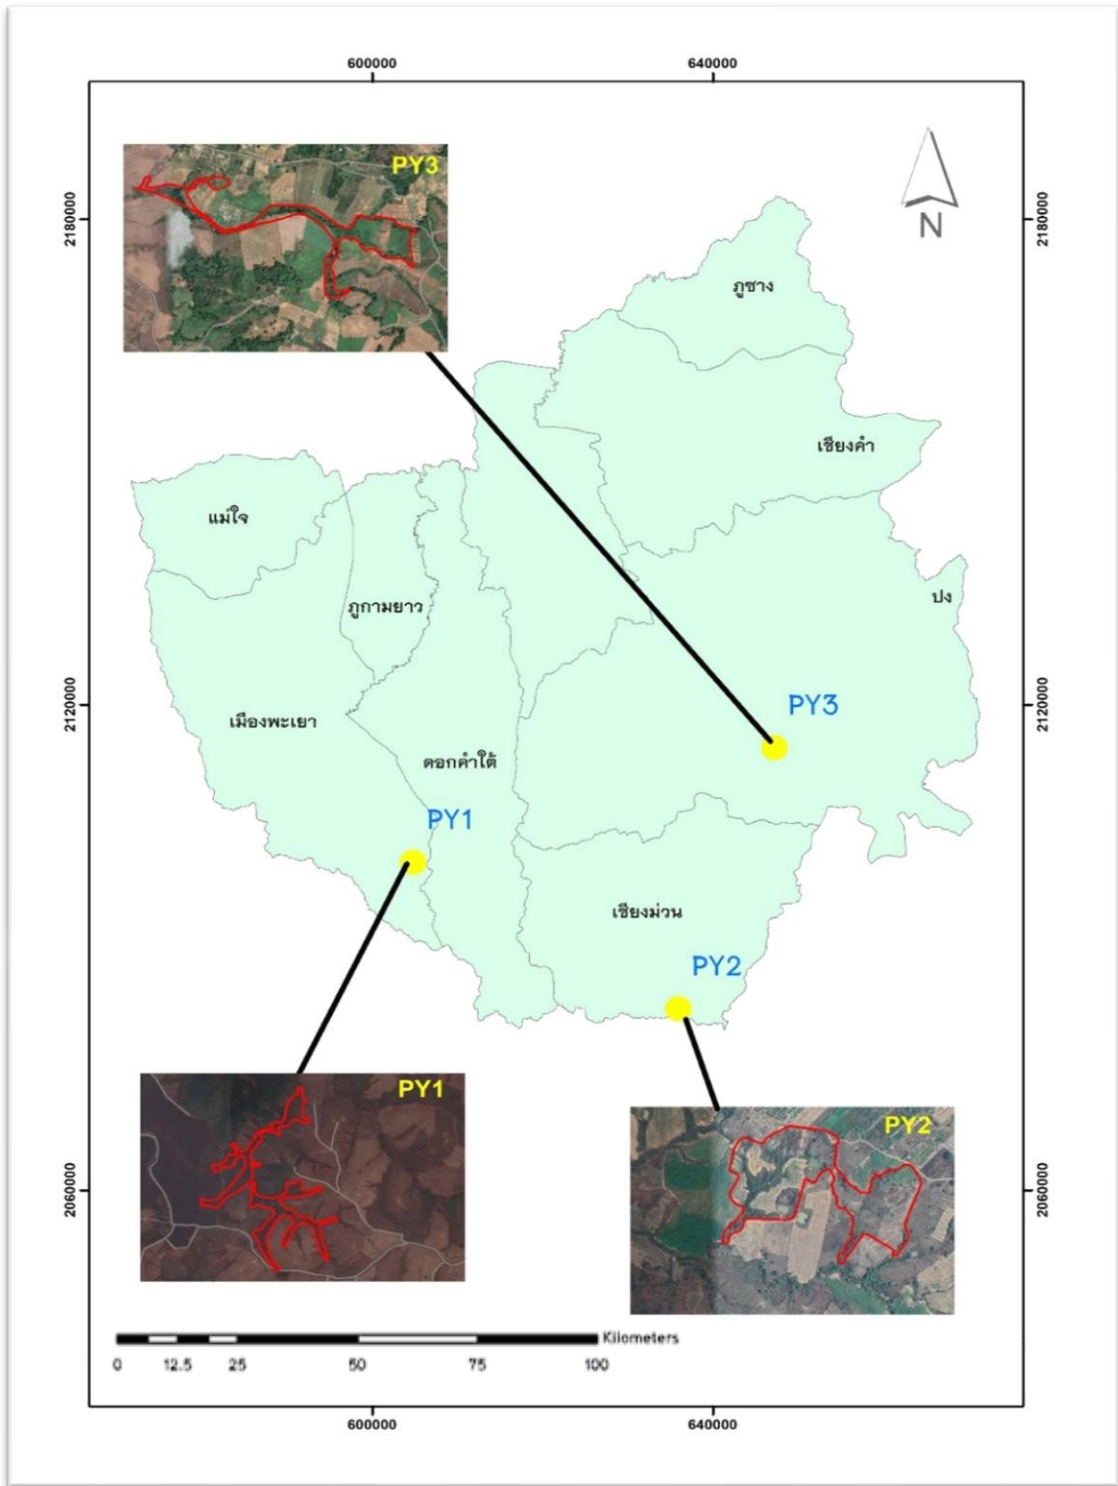 600000 640000
PY3
2180000 2180000
N
ภูซาง
เชียงคำ
แม่ใจ
ปง
ภูกามยาว
PY3
2120000 2120000
เมืองพะเยา
ดอกคำใต้
PY1
เชียงม่วน
PY2
PY1
PY2
2060000 2060000
Kilometers
0 12.5 25 50 75 100
600000 640000